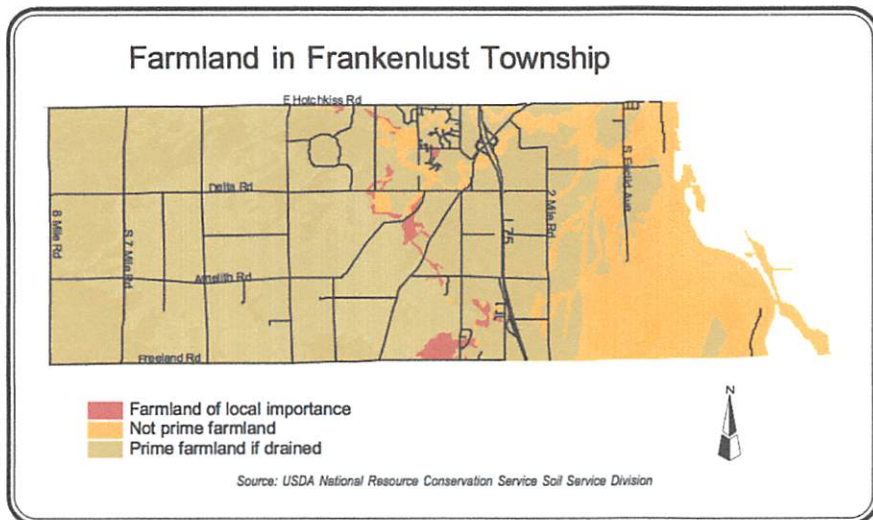 Farmland in Frankenlust Township
E Hotchkiss Rd
Delta Rd
S Euclid Ave
8 Mile Rd
S 7 Mile Rd
2 Mile Rd
I-75
Amelith Rd
Freeland Rd
N
Farmland of local importance
Not prime farmland
Prime farmland if drained
Source: USDA National Resource Conservation Service Soil Service Division